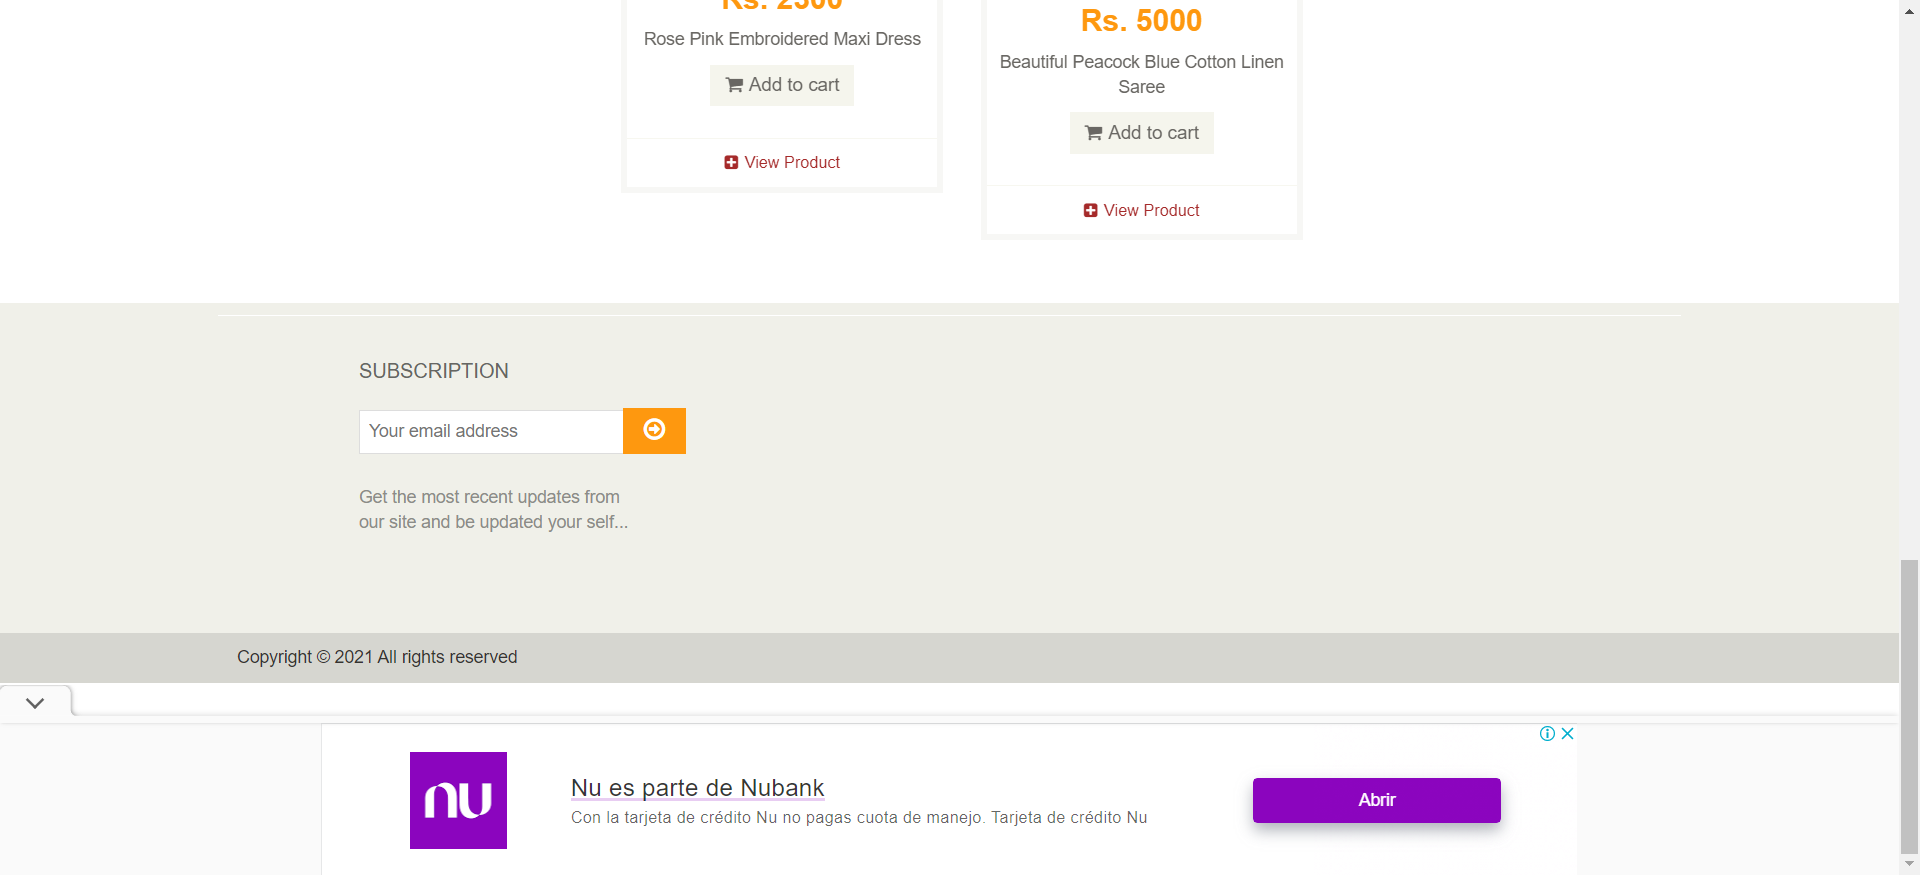 Rs. 2500
Rose Pink Embroidered Maxi Dress
Add to cart
View Product
Rs. 5000
Beautiful Peacock Blue Cotton Linen
Saree
Add to cart
View Product
SUBSCRIPTION
Your email address
Get the most recent updates from
our site and be updated your self...
Copyright © 2021 All rights reserved
nu
Nu es parte de Nubank
Con la tarjeta de crédito Nu no pagas cuota de manejo. Tarjeta de crédito Nu
Abrir